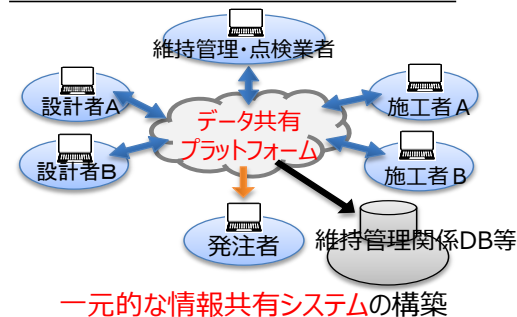 維持管理・点検業者
設計者A
施工者A
データ共有
プラットフォーム
設計者B
施工者B
発注者
維持管理関係DB等
一元的な情報共有システムの構築